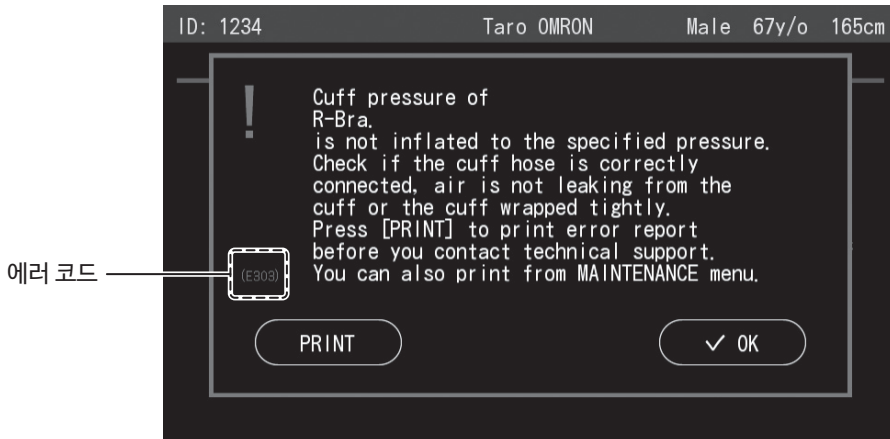 ID: 1234 Taro OMRON Male 67y/o 165cm
!
Cuff pressure of
R-Bra.
is not inflated to the specified pressure.
Check if the cuff hose is correctly
connected, air is not leaking from the
cuff or the cuff wrapped tightly.
Press [PRINT] to print error report
before you contact technical support.
You can also print from MAINTENANCE menu.
에러 코드
(E303)
PRINT
✓ OK